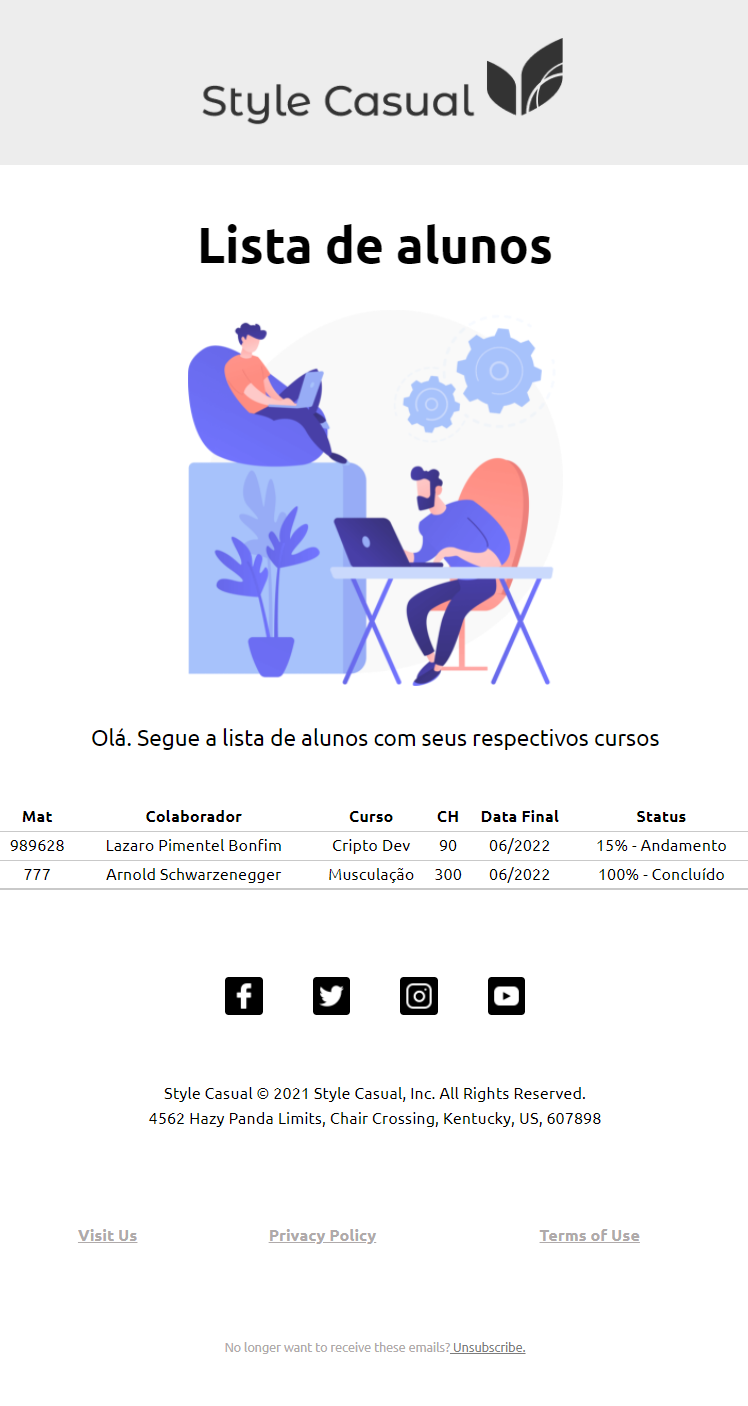 Style Casual
Lista de alunos
Olá. Segue a lista de alunos com seus respectivos cursos
Mat Colaborador Curso CH Data Final Status
989628 Lazaro Pimentel Bonfim Cripto Dev 90 06/2022 15% - Andamento
777 Arnold Schwarzenegger Musculação 300 06/2022 100% - Concluído
Style Casual © 2021 Style Casual, Inc. All Rights Reserved.
4562 Hazy Panda Limits, Chair Crossing, Kentucky, US, 607898
Visit Us Privacy Policy Terms of Use
No longer want to receive these emails? Unsubscribe.